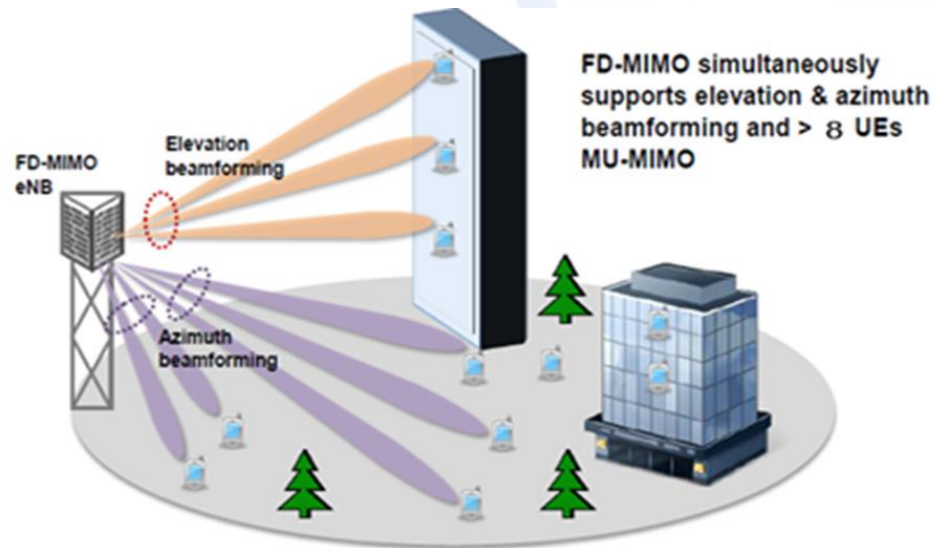 FD-MIMO simultaneously
supports elevation & azimuth
beamforming and > 8 UEs
MU-MIMO
Elevation
beamforming
FD-MIMO
eNB
Azimuth
beamforming